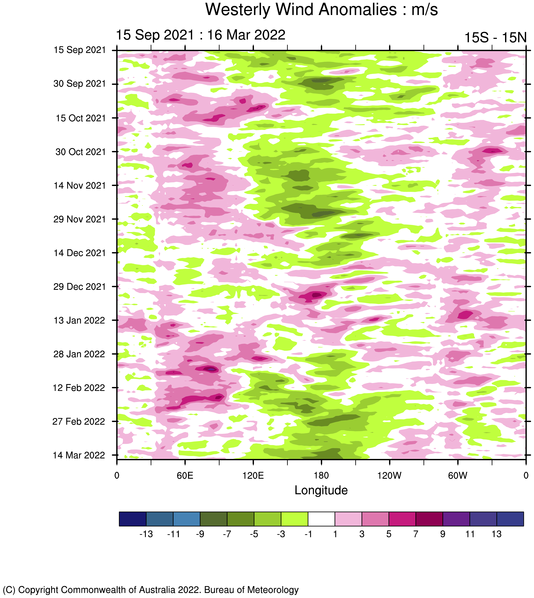 Westerly Wind Anomalies : m/s
15 Sep 2021 : 16 Mar 2022 15S - 15N
15 Sep 2021
30 Sep 2021
15 Oct 2021
30 Oct 2021
14 Nov 2021
29 Nov 2021
14 Dec 2021
29 Dec 2021
13 Jan 2022
28 Jan 2022
12 Feb 2022
27 Feb 2022
14 Mar 2022
0 60E 120E 180 120W 60W 0
Longitude
-13 -11 -9 -7 -5 -3 -1 1 3 5 7 9 11 13
(C) Copyright Commonwealth of Australia 2022. Bureau of Meteorology